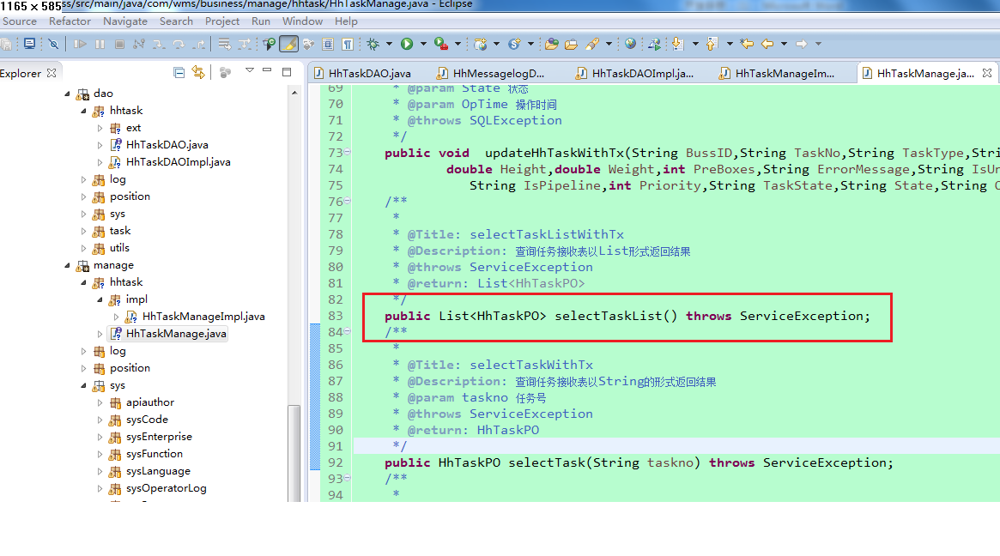 1165 × 585
ss/src/main/java/com/wms/business/manage/hhtask/HhTaskManage.java - Eclipse
Source Refactor Navigate Search Project Run Window Help
Explorer
HhTaskDAO.java HhMessagelogD... HhTaskDAOImpl.ja... HhTaskManageIm... HhTaskManage.ja...
dao
hhtask
ext
HhTaskDAO.java
HhTaskDAOImpl.java
log
position
sys
task
utils
manage
hhtask
impl
HhTaskManageImpl.java
HhTaskManage.java
log
position
sys
apiauthor
sysCode
sysEnterprise
sysFunction
sysLanguage
sysOperatorLog
69 * @param State 状态
70 * @param OpTime 操作时间
71 * @throws SQLException
72 */
73 public void updateHhTaskWithTx(String BussID,String TaskNo,String TaskType,Stri
74 double Height,double Weight,int PreBoxes,String ErrorMessage,String IsUr
75 String IsPipeline,int Priority,String TaskState,String State,String
76 /**
77 *
78 * @Title: selectTaskListWithTx
79 * @Description: 查询任务接收表以List形式返回结果
80 * @throws ServiceException
81 * @return: List<HhTaskPO>
82 */
83 public List<HhTaskPO> selectTaskList() throws ServiceException;
84 /**
85 *
86 * @Title: selectTaskWithTx
87 * @Description: 查询任务接收表以String的形式返回结果
88 * @param taskno 任务号
89 * @throws ServiceException
90 * @return: HhTaskPO
91 */
92 public HhTaskPO selectTask(String taskno) throws ServiceException;
93 /**
94 *